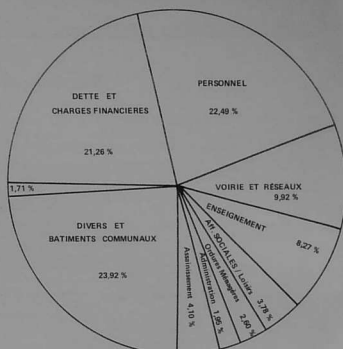 DETTE ET
CHARGES FINANCIERES
21,26 %
PERSONNEL
22,49 %
1,71 %
VOIRIE ET RÉSEAUX
9,92 %
ENSEIGNEMENT
8,27 %
DIVERS ET
BATIMENTS COMMUNAUX
23,92 %
Aff. SOCIALES / Loisirs
3,78 %
Ordures Ménagères
2,60 %
Administration 1,95 %
Assainissement 4,10 %